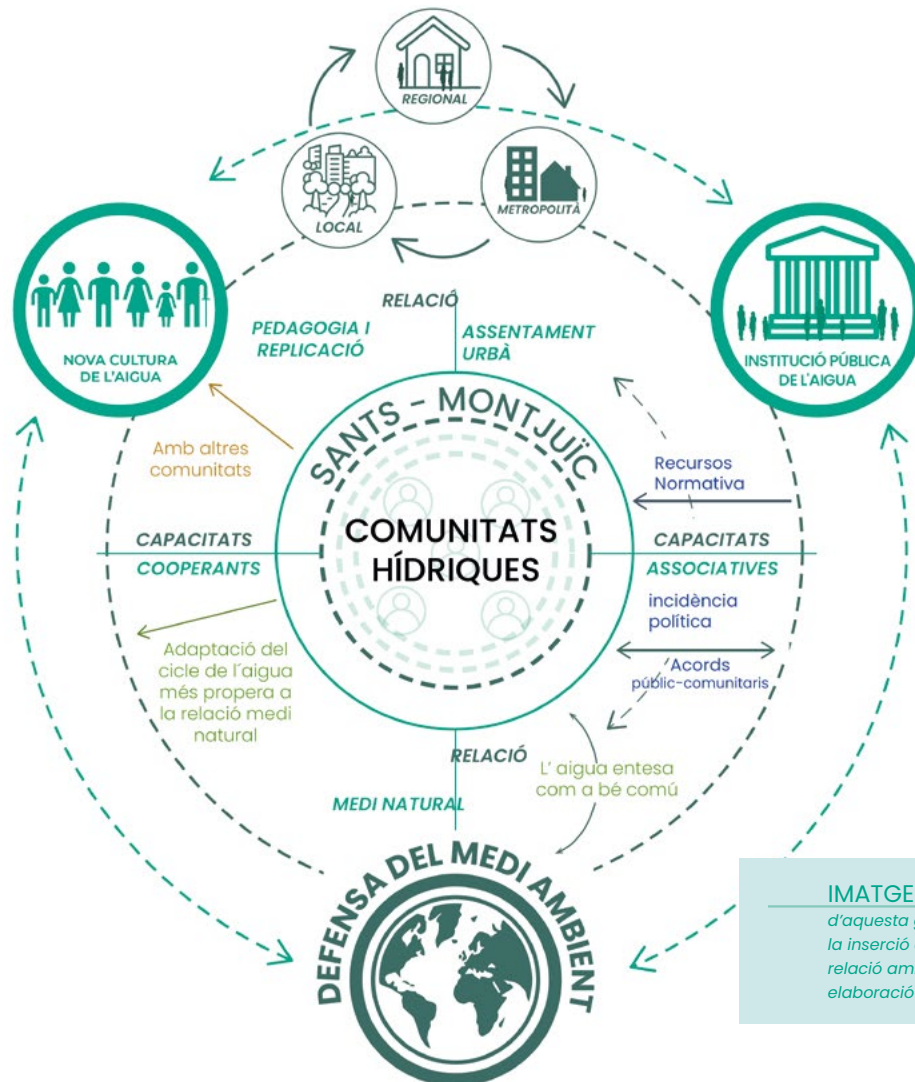 REGIONAL
LOCAL
METROPOLITÀ
NOVA CULTURA
DE L'AIGUA
INSTITUCIÓ PÚBLICA
DE L'AIGUA
RELACIÓ
PEDAGOGIA I
REPLICACIÓ
ASSENTAMENT
URBÀ
SANTS - MONTJUÏC
COMUNITATS
HÍDRIQUES
Amb altres
comunitats
Recursos
Normativa
CAPACITATS
COOPERANTS
CAPACITATS
ASSOCIATIVES
incidència
política
Acords
públic-comunitaris
Adaptació del
cicle de l´aigua
més propera a
la relació medi
natural
RELACIÓ
MEDI NATURAL
L' aigua entesa
com a bé comú
DEFENSA DEL MEDI AMBIENT
IMATGE
d'aquesta
la inserció
relació am
elaboració